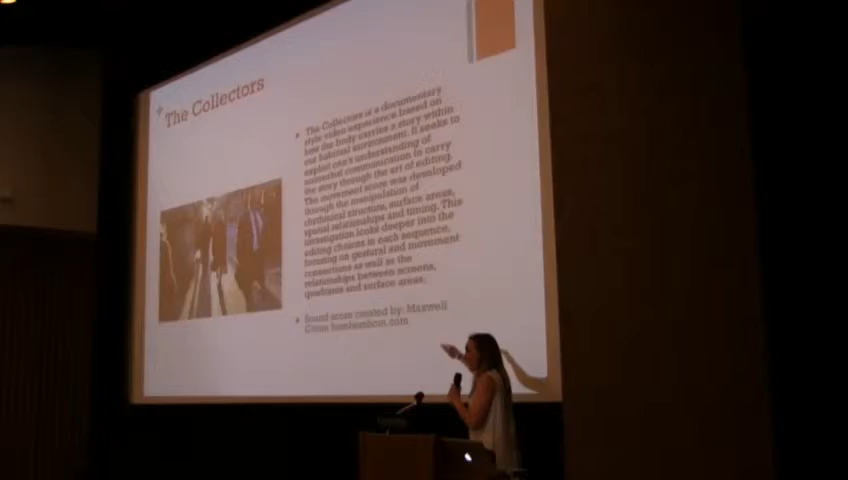 The Collectors
The Collectors is a documentary
style video experience based on
how the body carries a story within
our habitual environment. It seeks to
exploit one's understanding of
nonverbal communication to carry
the story through the art of editing.
The movement score was developed
through the manipulation of
rhythmical structure, surface areas,
spatial relationships and timing. This
investigation looks deeper into the
editing choices in each sequence,
focusing on gestural and movement
connections as well as the
relationships between screens,
quadrants and surface areas.
Sound score created by: Maxwell